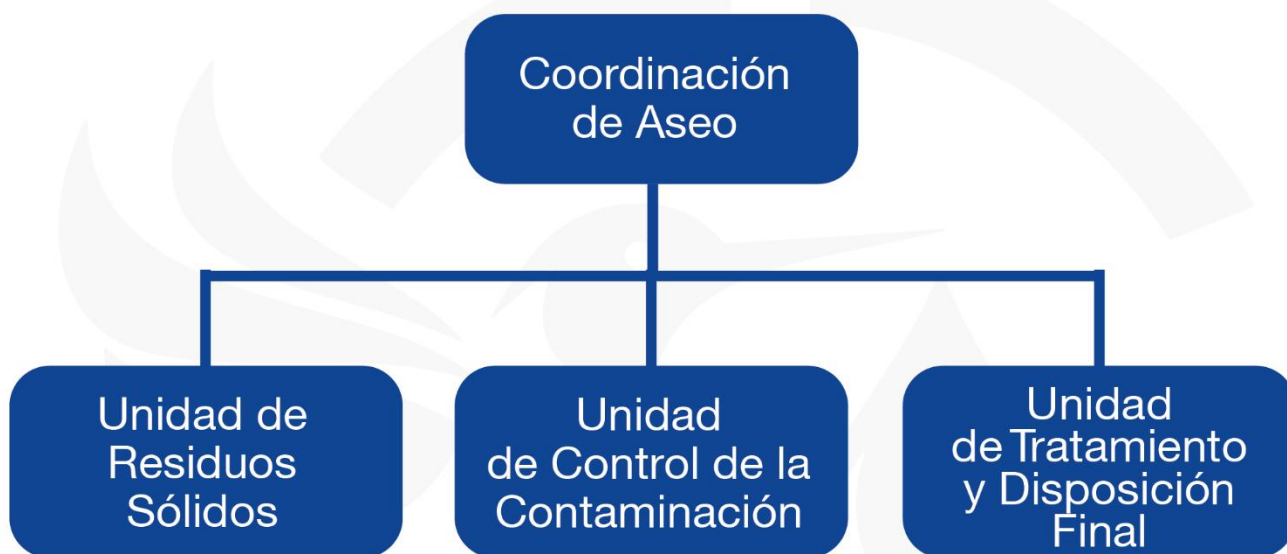 Coordinación
de Aseo
Unidad de
Residuos
Sólidos
Unidad
de Control de la
Contaminación
Unidad
de Tratamiento
y Disposición
Final